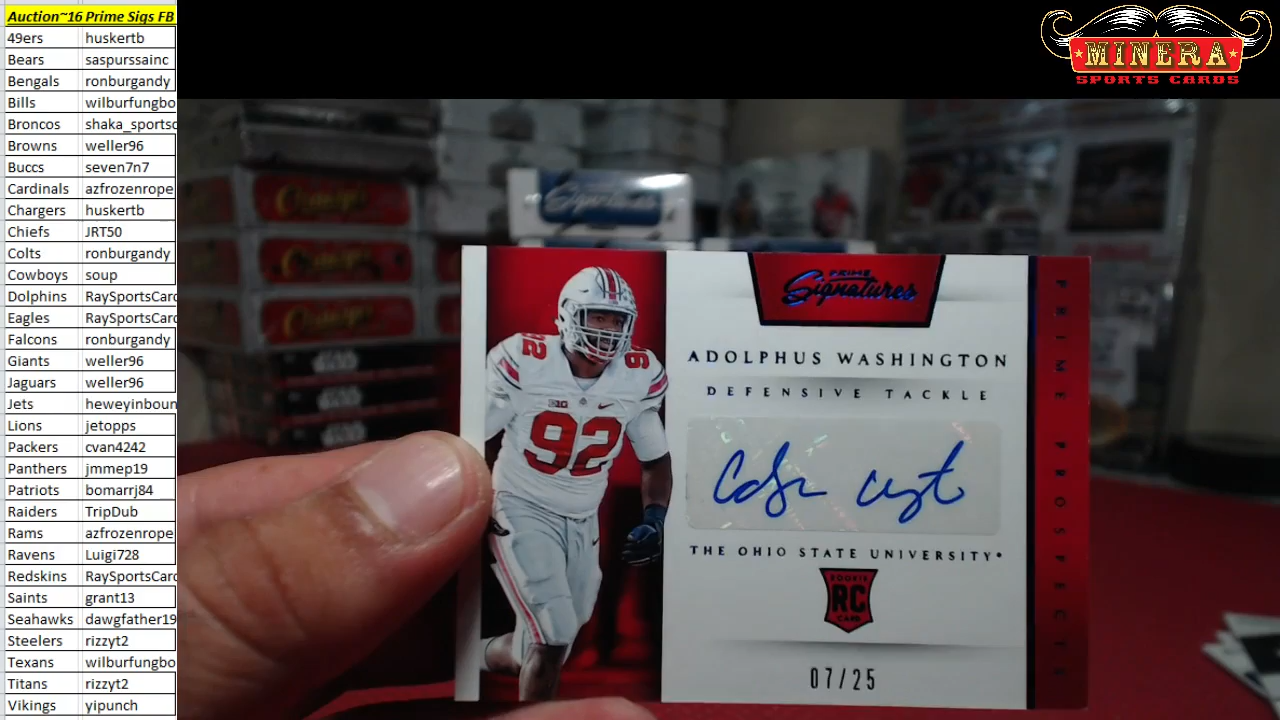 Auction~16 Prime Sigs FB
49ers huskertb
Bears saspurssainc
Bengals ronburgandy
Bills wilburfungbo
Broncos shaka_sportsc
Browns weller96
Buccs seven7n7
Cardinals azfrozenrope
Chargers huskertb
Chiefs JRT50
Colts ronburgandy
Cowboys soup
Dolphins RaySportsCard
Eagles RaySportsCard
Falcons ronburgandy
Giants weller96
Jaguars weller96
Jets heweyinboun
Lions jetopps
Packers cvan4242
Panthers jmmep19
Patriots bomarrj84
Raiders TripDub
Rams azfrozenrope
Ravens Luigi728
Redskins RaySportsCard
Saints grant13
Seahawks dawgfather19
Steelers rizzyt2
Texans wilburfungbo
Titans rizzyt2
Vikings yipunch
MINERA
SPORTS CARDS
Signatures
PRIME
Signatures
ADOLPHUS WASHINGTON
DEFENSIVE TACKLE
THE OHIO STATE UNIVERSITY
ROOKIE
RC
CARD
07/25
PRIME PROSPECTS
92
92
B1G